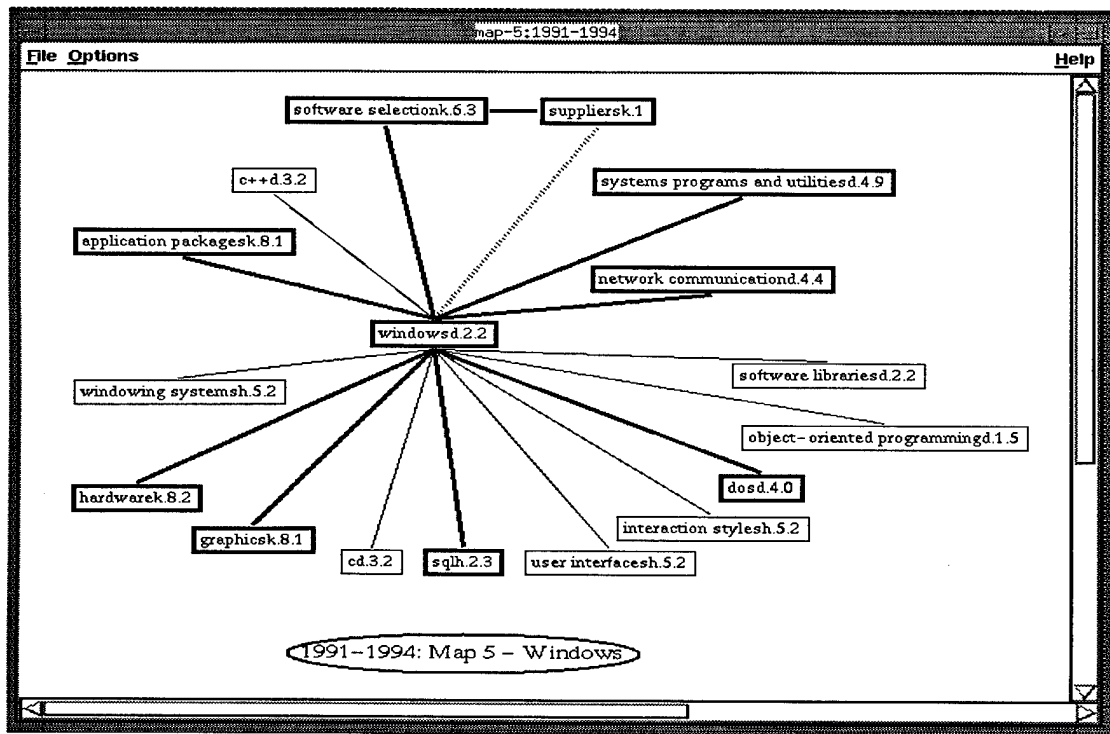 map-5:1991-1994
File Options
Help
software selectionk.6.3
suppliersk.1
c++d.3.2
systems programs and utilitiesd.4.9
application packagesk.8.1
network communicationd.4.4
windowsd.2.2
software librariesd.2.2
windowing systemsh.5.2
object-oriented programmingd.1.5
dosd.4.0
hardwarek.8.2
interaction stylesh.5.2
graphicsk.8.1
cd.3.2
sqlh.2.3
user interfacesh.5.2
1991-1994: Map 5 - Windows